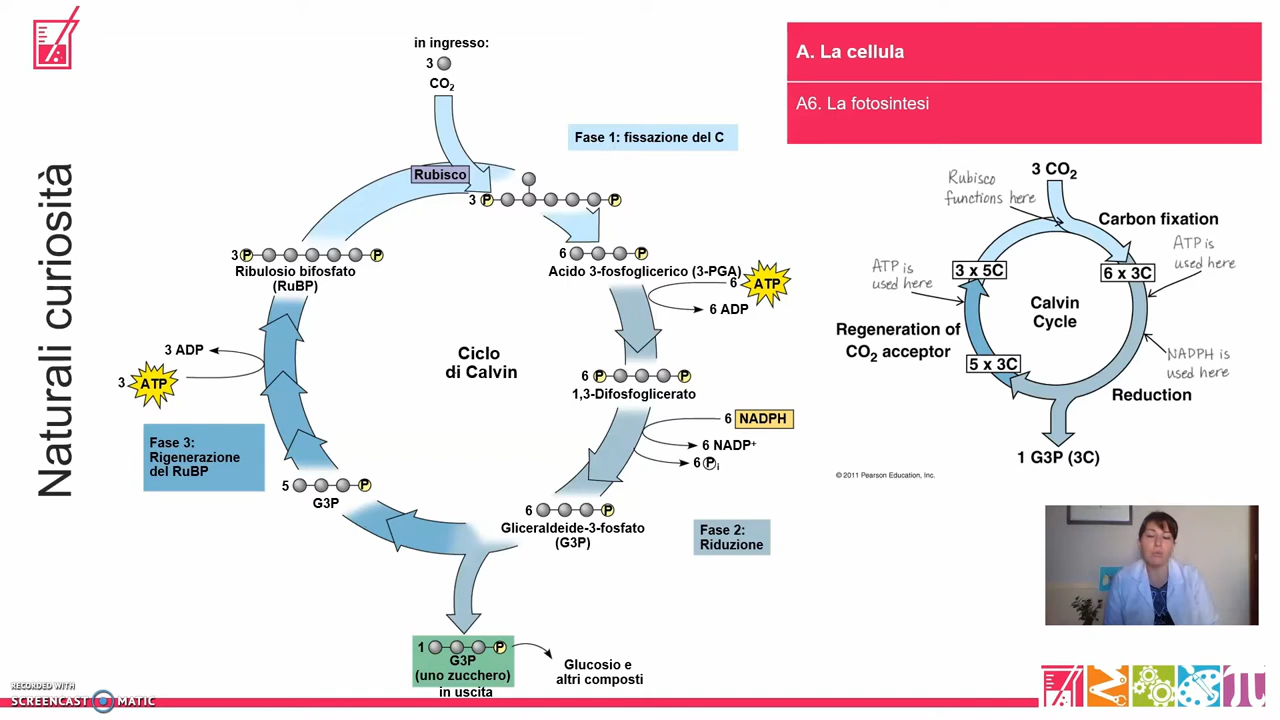 Naturali curiosità
A. La cellula
A6. La fotosintesi
in ingresso:
3
CO₂
Fase 1: fissazione del C
Rubisco
3 P P
3 P P
Ribulosio bifosfato
(RuBP)
6 P
Acido 3-fosfoglicerico (3-PGA)
6 ATP
6 ADP
Ciclo
di Calvin
6 P P
1,3-Difosfoglicerato
6 NADPH
6 NADP⁺
6 Pi
6 P
Gliceraldeide-3-fosfato
(G3P)
Fase 2:
Riduzione
3 ADP
3 ATP
Fase 3:
Rigenerazione
del RuBP
5 P
G3P
1 P
G3P
(uno zucchero)
in uscita
Glucosio e
altri composti
3 CO₂
Rubisco
functions here
Carbon fixation
ATP is
used here
ATP is
used here
3 x 5C
6 x 3C
Calvin
Cycle
Regeneration of
CO₂ acceptor
5 x 3C
NADPH is
used here
Reduction
1 G3P (3C)
© 2011 Pearson Education, Inc.
RECORDED WITH
SCREENCAST MATIC